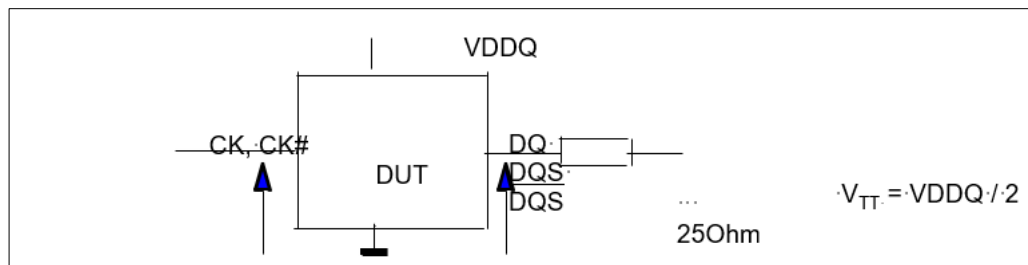 VDDQ
CK, CK#
DUT
DQ
DQS
DQS
...
25Ohm
VTT = VDDQ / 2